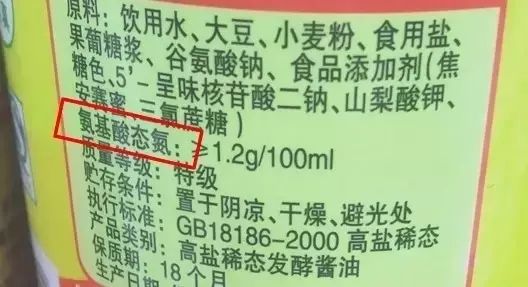 原料：饮用水、大豆、小麦粉、食用盐、
果葡糖浆、谷氨酸钠、食品添加剂(焦
糖色、5'-呈味核苷酸二钠、山梨酸钾、
安赛蜜、三氯蔗糖)
氨基酸态氮：≥1.2g/100ml
质量等级：特级
贮存条件：置于阴凉、干燥、避光处
执行标准：GB18186-2000 高盐稀态
产品类别：高盐稀态发酵酱油
保质期：18个月
生产日期